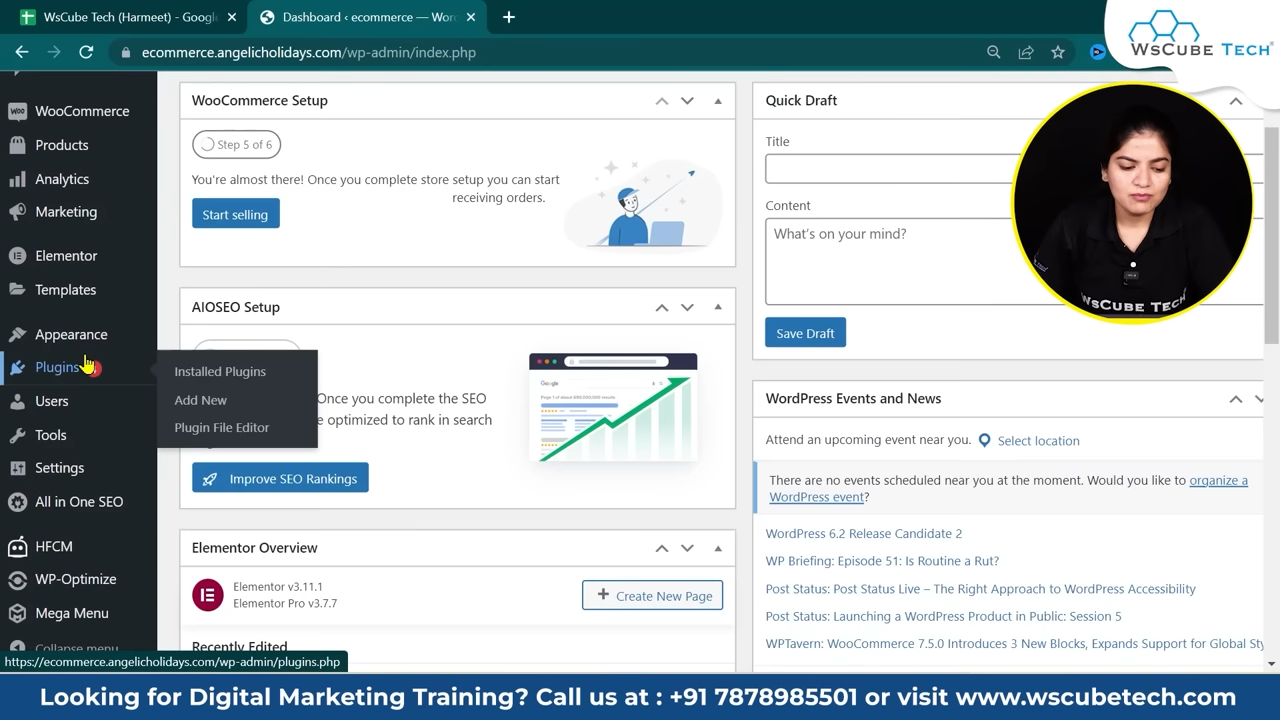 WsCube Tech (Harmeet) - Google
Dashboard ‹ ecommerce — Wor
ecommerce.angelicholidays.com/wp-admin/index.php
WsCUBE TECH
WooCommerce
Products
Analytics
Marketing
Elementor
Templates
Appearance
Plugins
Users
Tools
Settings
All in One SEO
HFCM
WP-Optimize
Mega Menu
Collapse menu
Installed Plugins
Add New
Plugin File Editor
WooCommerce Setup
Step 5 of 6
You're almost there! Once you complete store setup you can start
receiving orders.
Start selling
AIOSEO Setup
Once you complete the SEO
optimized to rank in search
Improve SEO Rankings
Elementor Overview
Elementor v3.11.1
Elementor Pro v3.7.7
Create New Page
Recently Edited
Quick Draft
Title
Content
What's on your mind?
Save Draft
WsCUBE TECH
WordPress Events and News
Attend an upcoming event near you.
Select location
There are no events scheduled near you at the moment. Would you like to organize a
WordPress event?
WordPress 6.2 Release Candidate 2
WP Briefing: Episode 51: Is Routine a Rut?
Post Status: Post Status Live – The Right Approach to WordPress Accessibility
Post Status: Launching a WordPress Product in Public: Session 5
WPTavern: WooCommerce 7.5.0 Introduces 3 New Blocks, Expands Support for Global Sty
https://ecommerce.angelicholidays.com/wp-admin/plugins.php
Looking for Digital Marketing Training? Call us at : +91 7878985501 or visit www.wscubetech.com